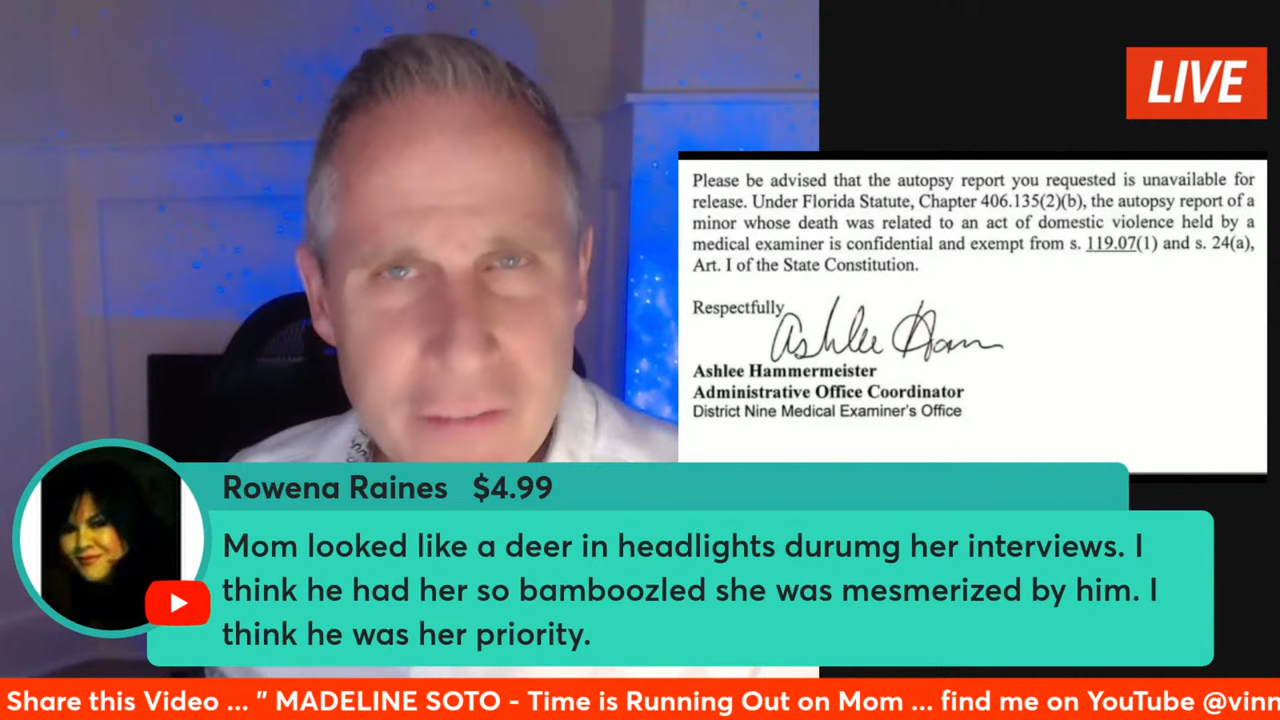 LIVE
Please be advised that the autopsy report you requested is unavailable for
release. Under Florida Statute, Chapter 406.135(2)(b), the autopsy report of a
minor whose death was related to an act of domestic violence held by a
medical examiner is confidential and exempt from s. 119.07(1) and s. 24(a),
Art. I of the State Constitution.
Respectfully
Ashlee Ham
Ashlee Hammermeister
Administrative Office Coordinator
District Nine Medical Examiner's Office
Rowena Raines $4.99
Mom looked like a deer in headlights durumg her interviews. I
think he had her so bamboozled she was mesmerized by him. I
think he was her priority.
Share this Video ... " MADELINE SOTO - Time is Running Out on Mom ... find me on YouTube @vinn